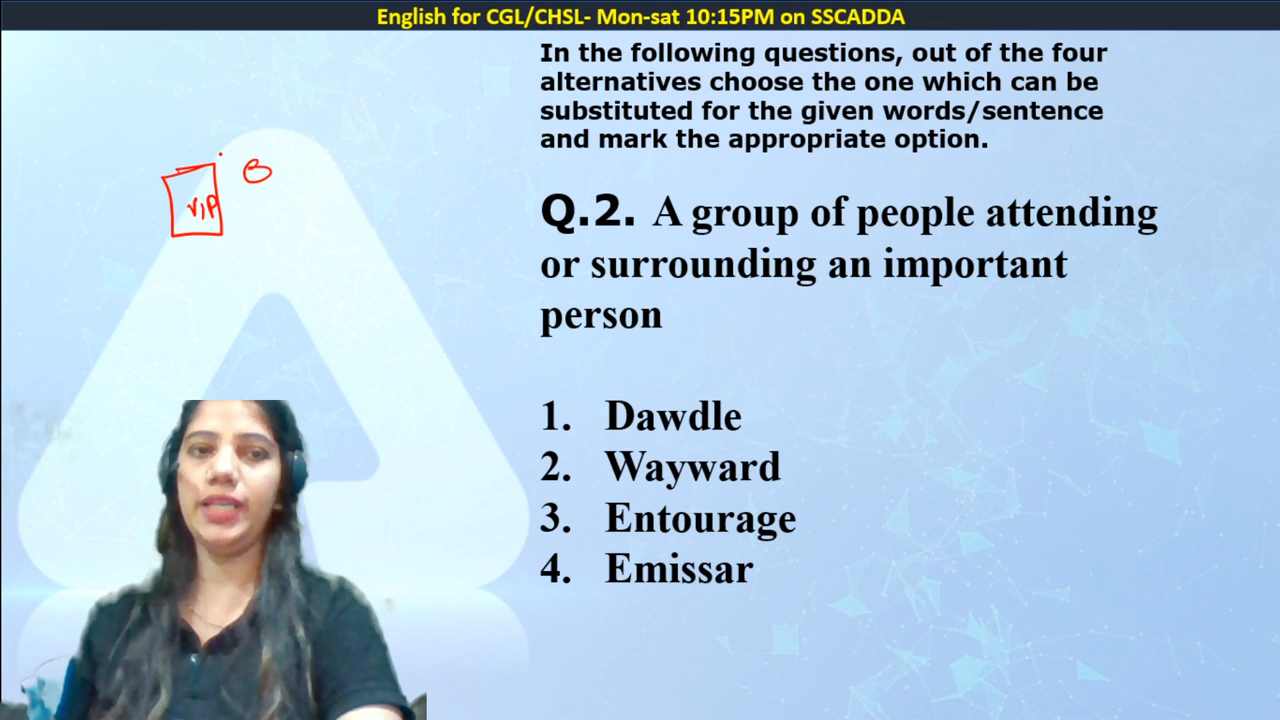 English for CGL/CHSL- Mon-sat 10:15PM on SSCADDA
In the following questions, out of the four
alternatives choose the one which can be
substituted for the given words/sentence
and mark the appropriate option.
VIP
Q.2. A group of people attending
or surrounding an important
person
1. Dawdle
2. Wayward
3. Entourage
4. Emissar